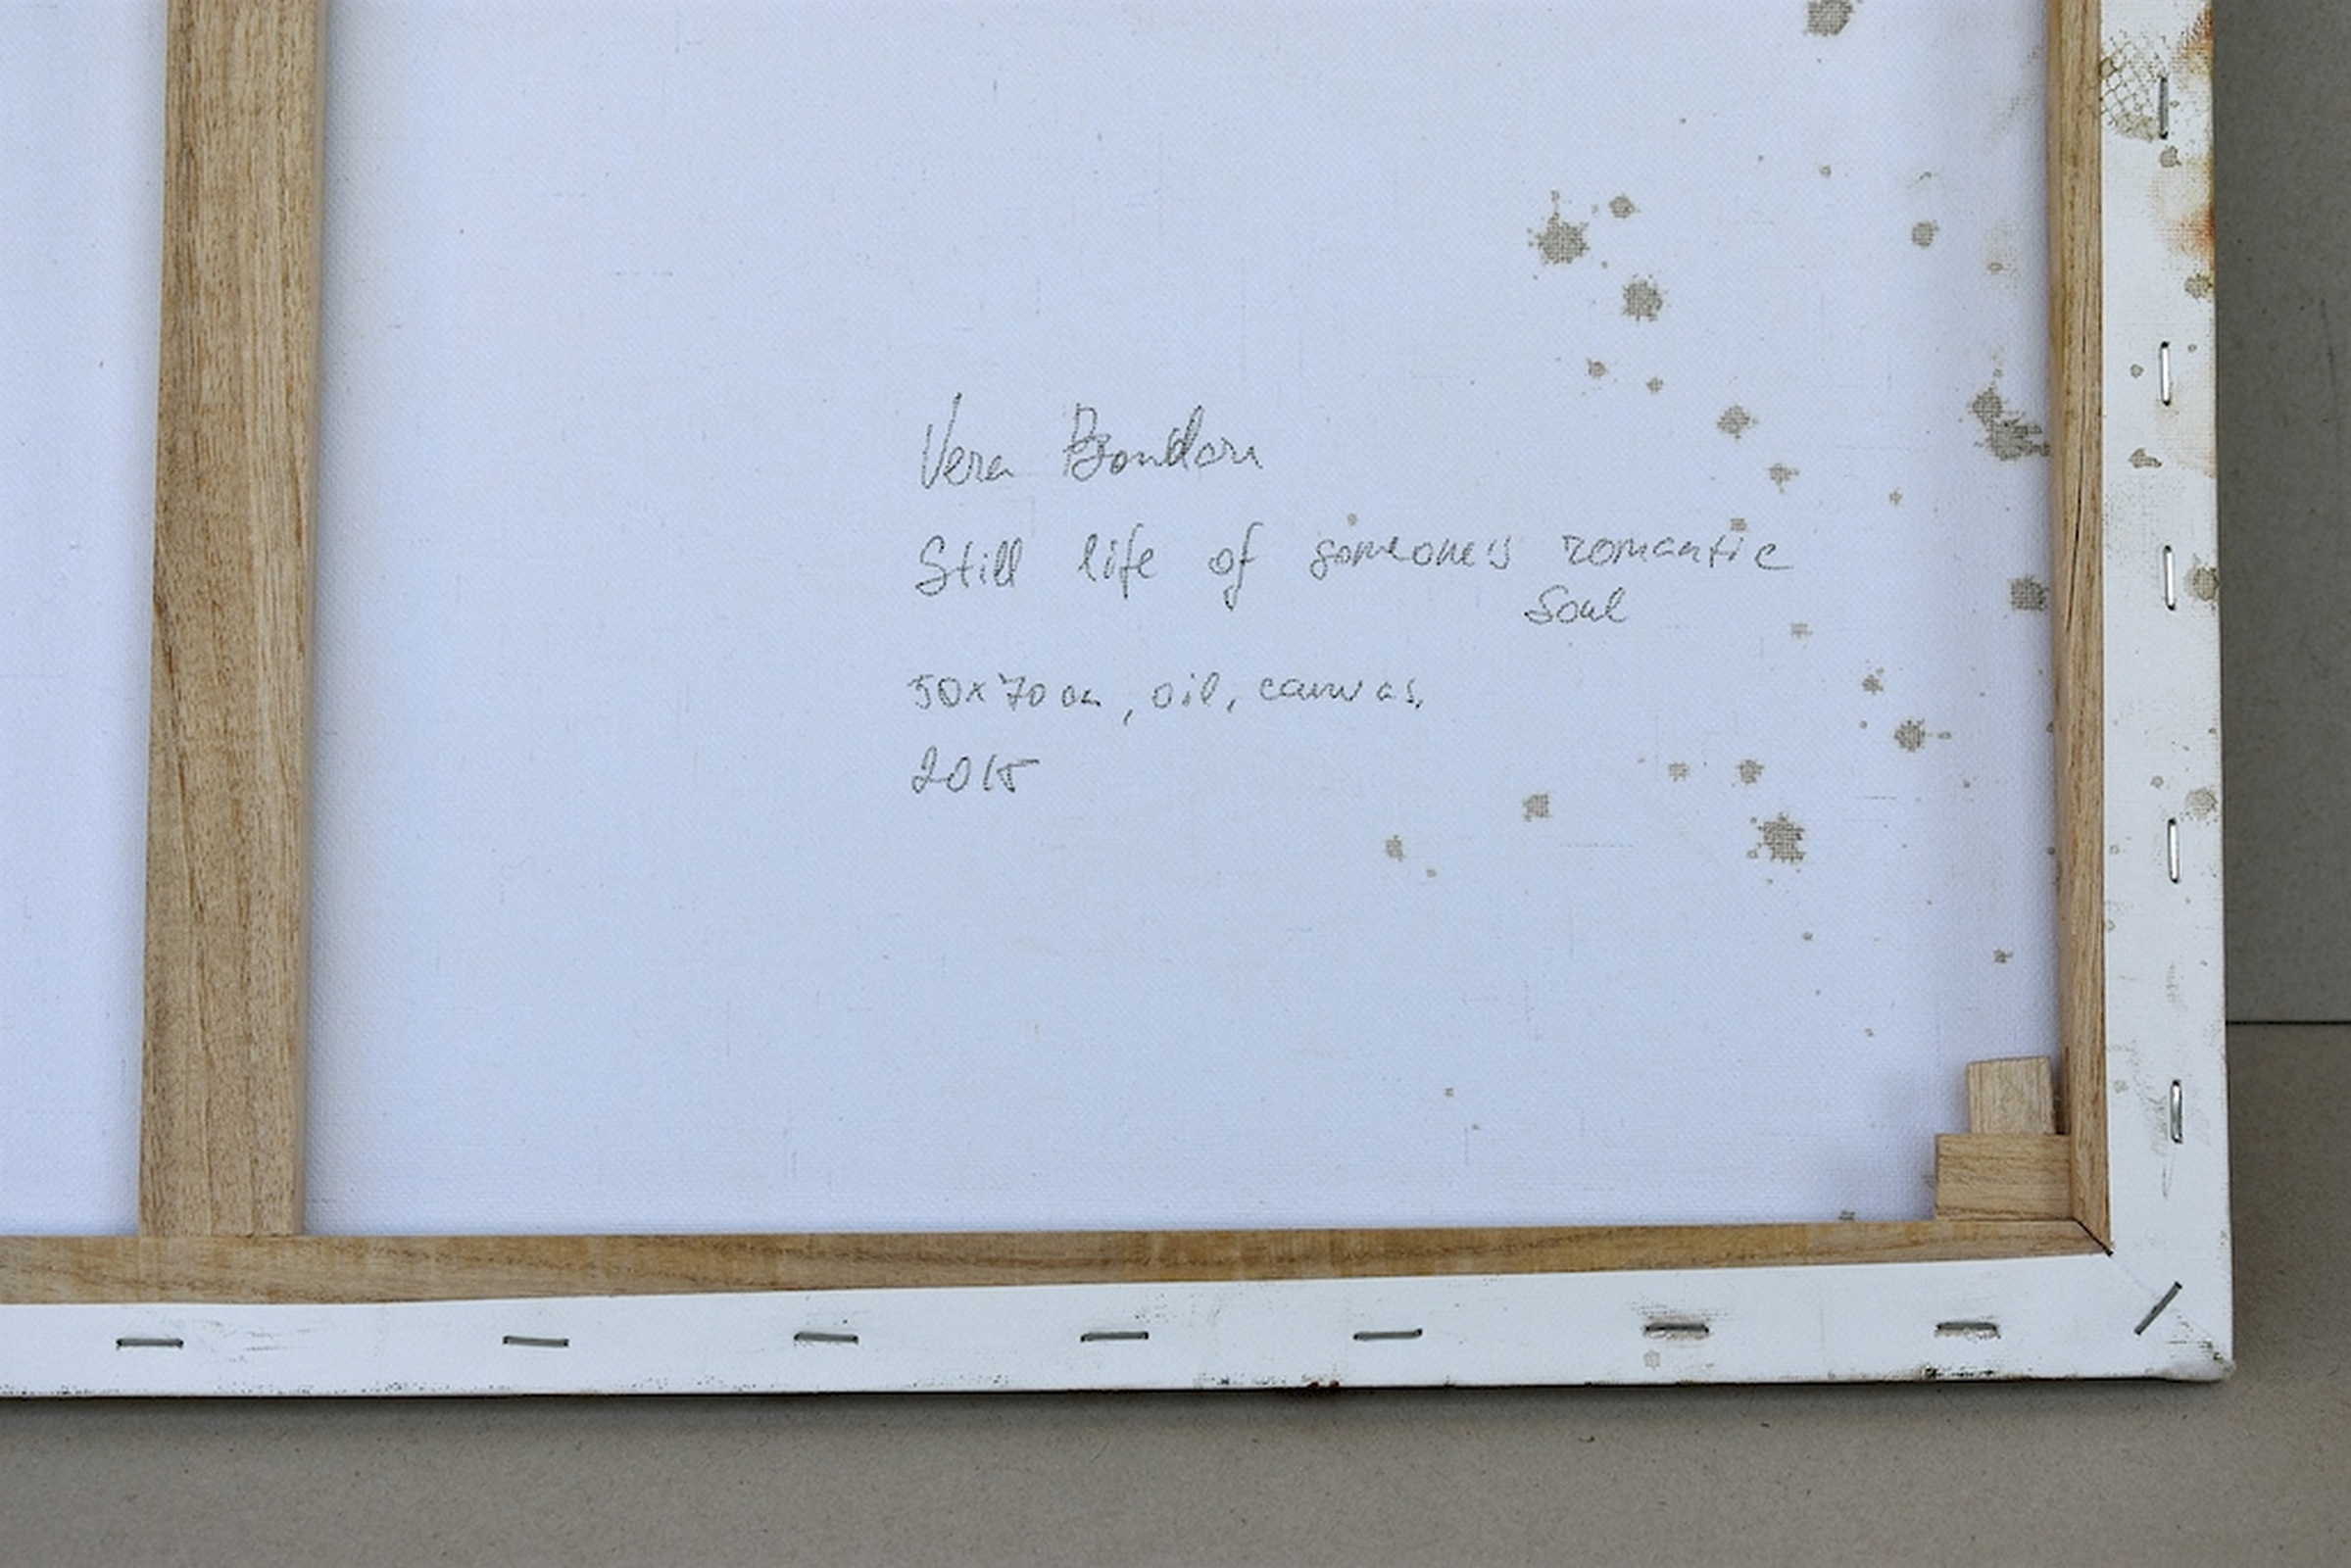 Vera Bondar
Still life of someone's romantic
Soul
50x70 cm, oil, canvas,
2015